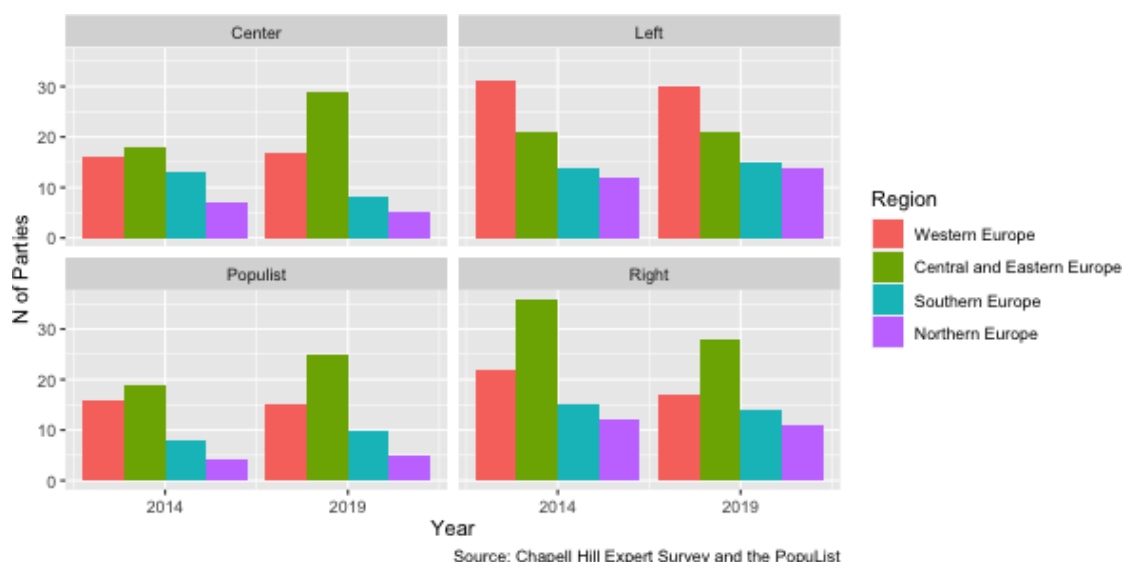 Center
Left
30
20
10
0
Populist
Right
30
20
10
0
2014
2019
2014
2019
N of Parties
Year
Region
Western Europe
Central and Eastern Europe
Southern Europe
Northern Europe
Source: Chapell Hill Expert Survey and the PopuList